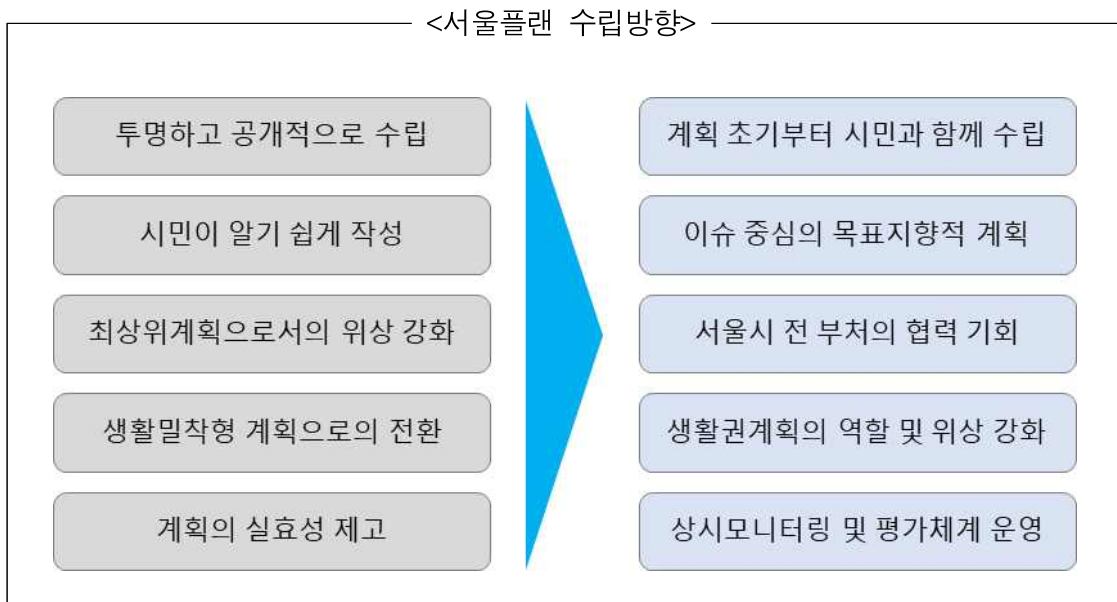 <서울플랜 수립방향>
투명하고 공개적으로 수립
계획 초기부터 시민과 함께 수립
시민이 알기 쉽게 작성
이슈 중심의 목표지향적 계획
최상위계획으로서의 위상 강화
서울시 전 부처의 협력 기회
생활밀착형 계획으로의 전환
생활권계획의 역할 및 위상 강화
계획의 실효성 제고
상시모니터링 및 평가체계 운영